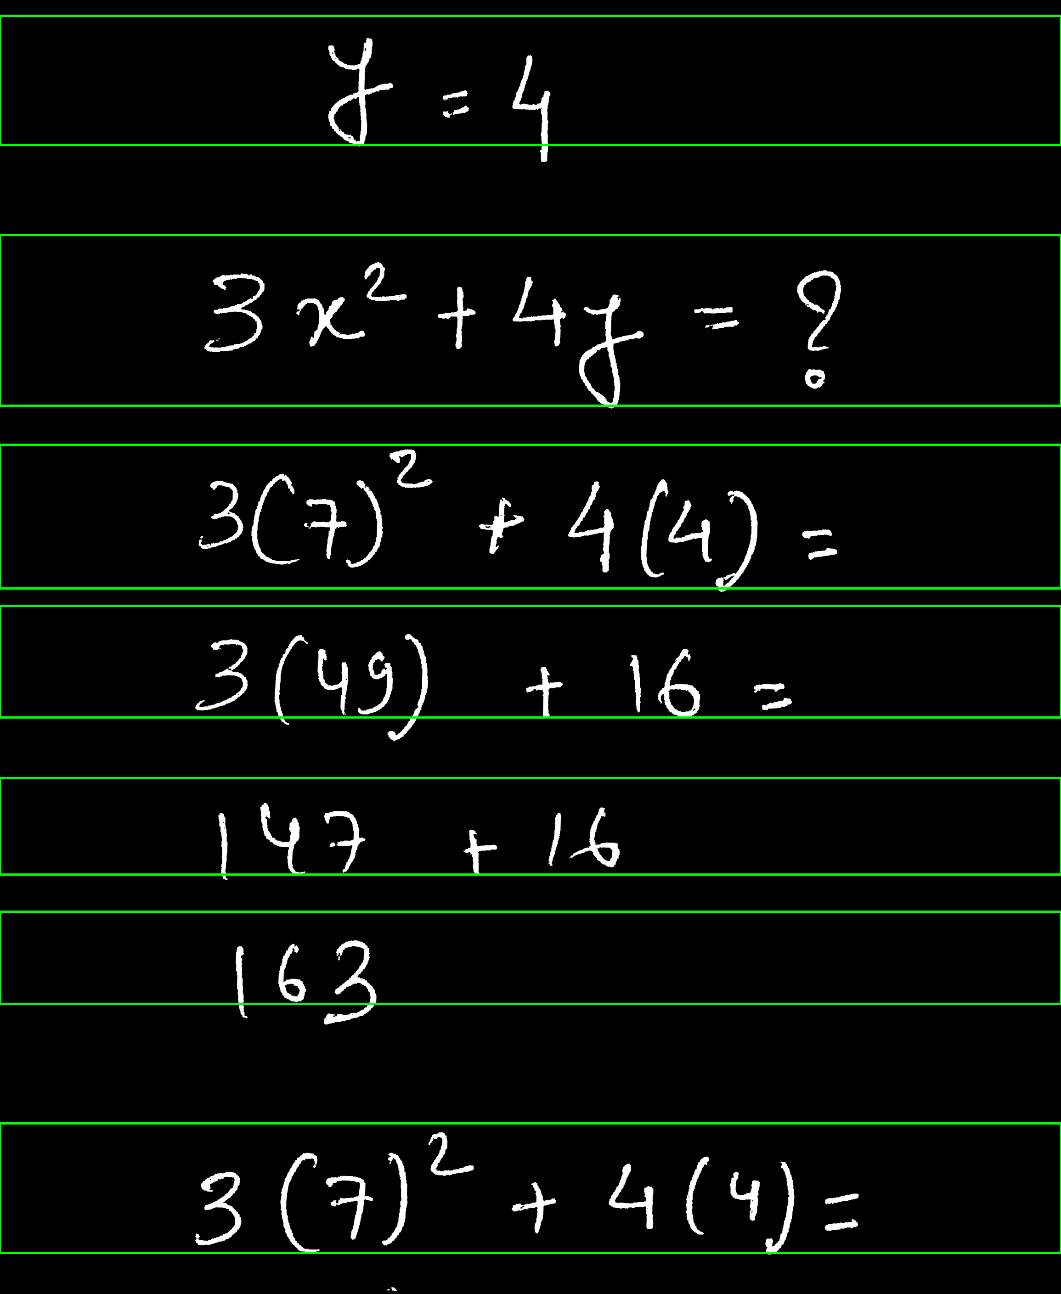 y = 4
3x² + 4y = ?
3(7)² + 4(4) =
3(49) + 16 =
147 + 16
163
3(7)² + 4(4) =